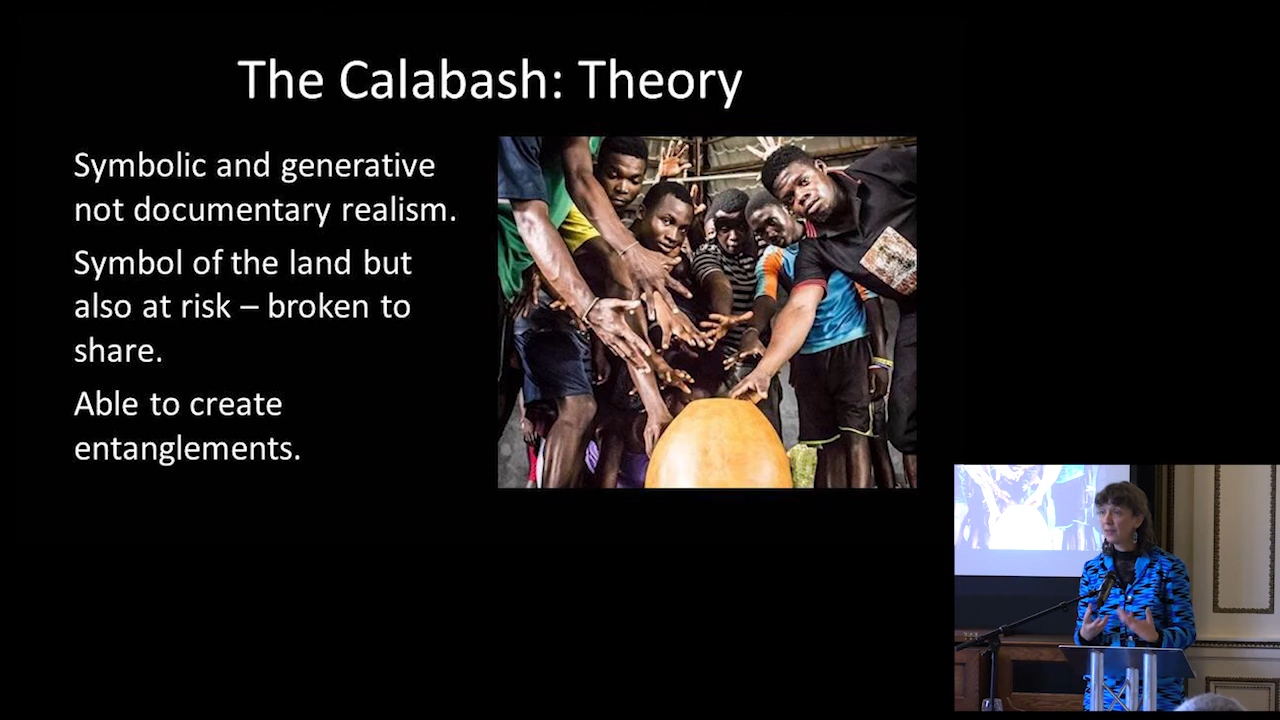 The Calabash: Theory
Symbolic and generative
not documentary realism.
Symbol of the land but
also at risk – broken to
share.
Able to create
entanglements.